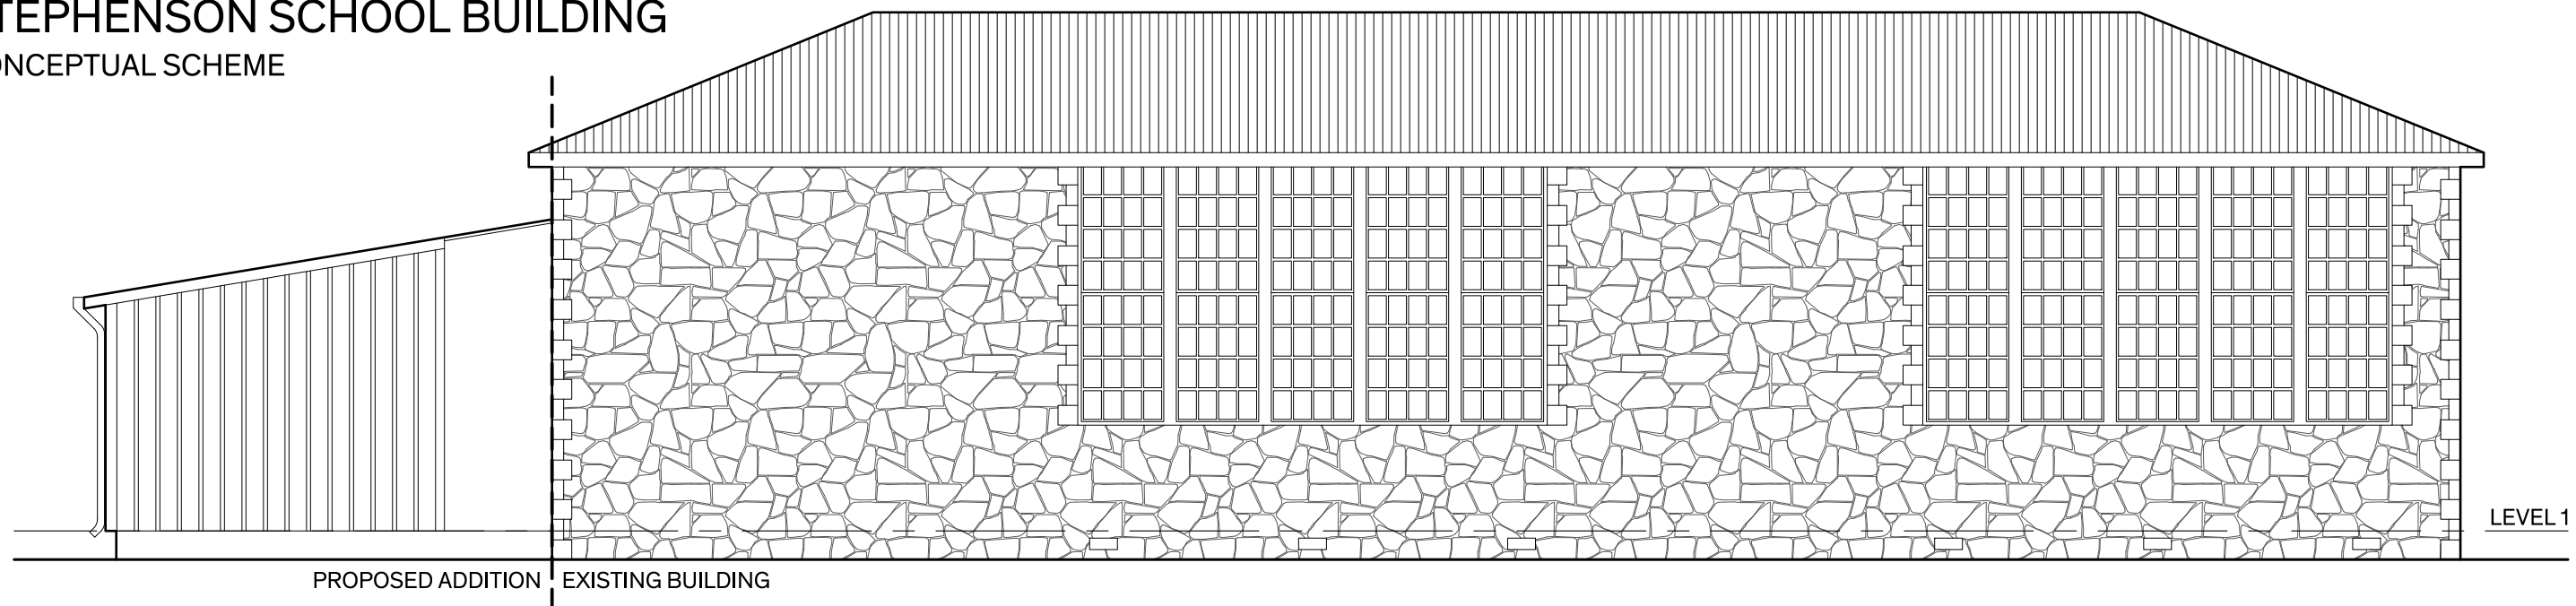 TEPHENSON SCHOOL BUILDING
ONCEPTUAL SCHEME
LEVEL 1
PROPOSED ADDITION
EXISTING BUILDING